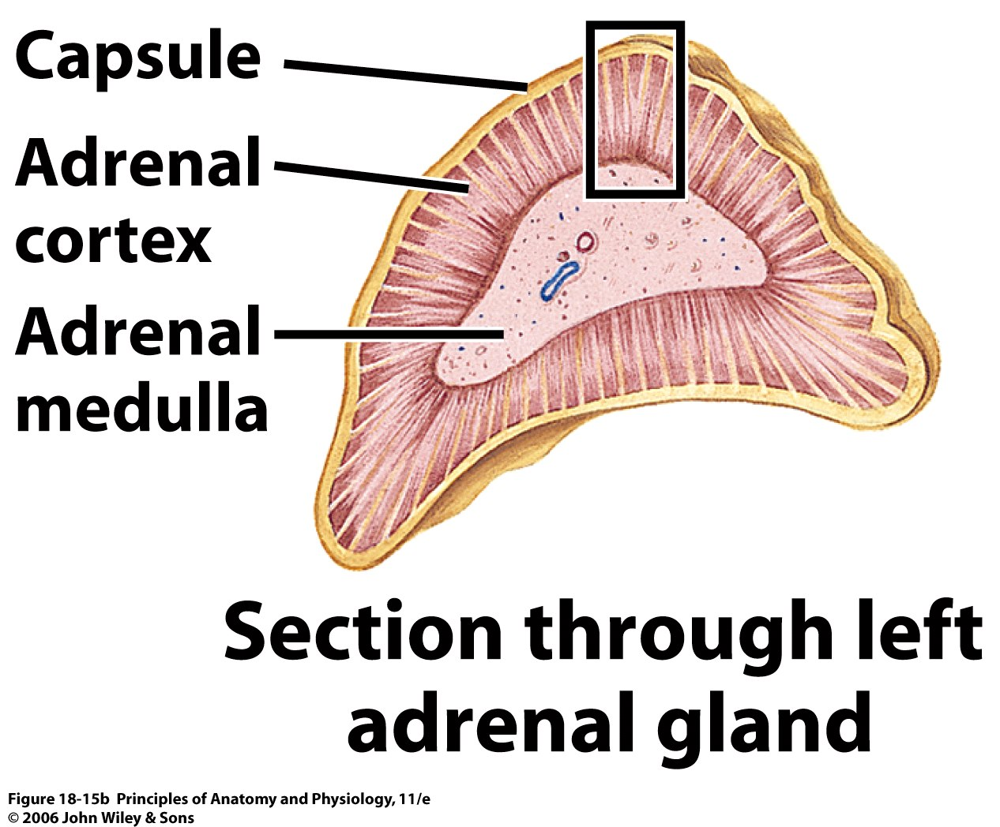 Capsule
Adrenal
cortex
Adrenal
medulla
Section through left
adrenal gland
Figure 18-15b  Principles of Anatomy and Physiology, 11/e
© 2006 John Wiley & Sons